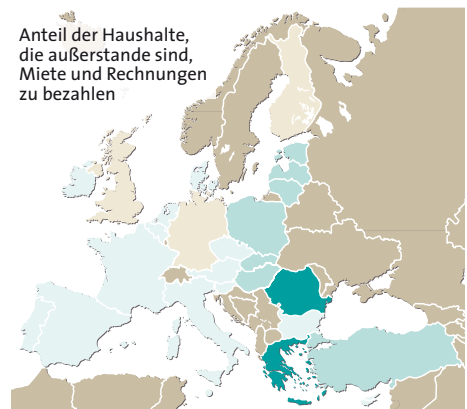 Anteil der Haushalte,
die außerstande sind,
Miete und Rechnungen
zu bezahlen